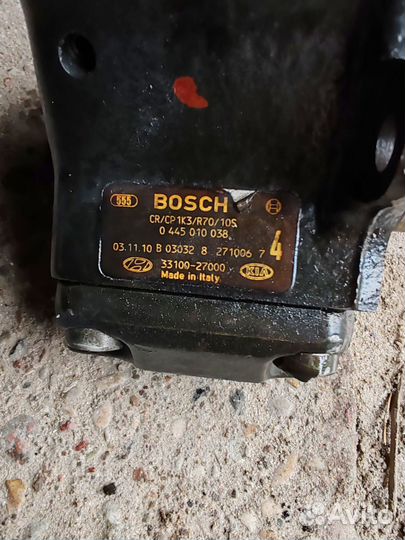 555 BOSCH
CR/CP1K3/R70/10S
0 445 010 038
03.11.10 B 03032 8 271006 7 4
33100-27000 KIA
Made in Italy
Avito